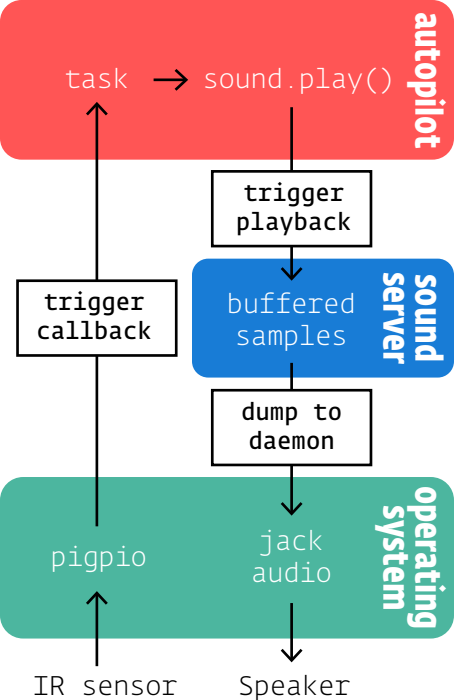 autopilot
task → sound.play()
trigger
playback
sound
server
buffered
samples
trigger
callback
dump to
daemon
operating
system
pigpio
jack
audio
IR sensor
Speaker